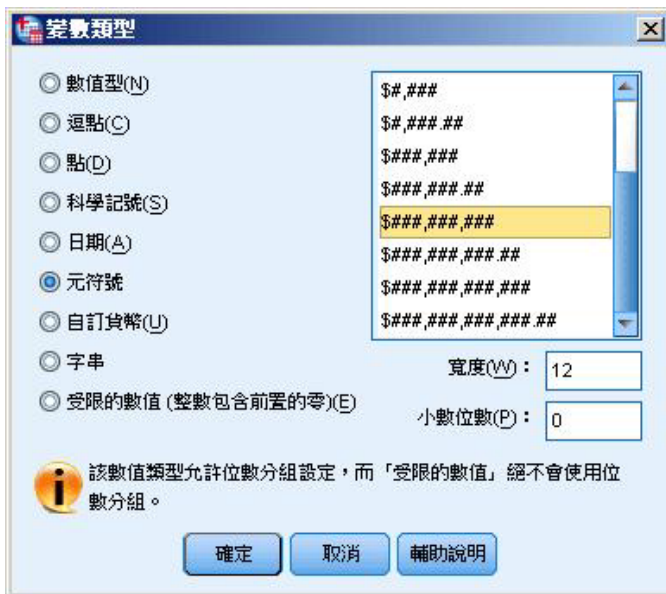 變數類型
數值型(N)
逗點(C)
點(D)
科學記號(S)
日期(A)
元符號
自訂貨幣(U)
字串
受限的數值 (整數包含前置的零)(E)
$#,###
$#,###.##
$###,###
$###,###.##
$###,###,###
$###,###,###.##
$###,###,###,###
$###,###,###,###.##
寬度(W)：
12
小數位數(P)：
0
該數值類型允許位數分組設定，而「受限的數值」絕不會使用位
數分組。
確定
取消
輔助說明